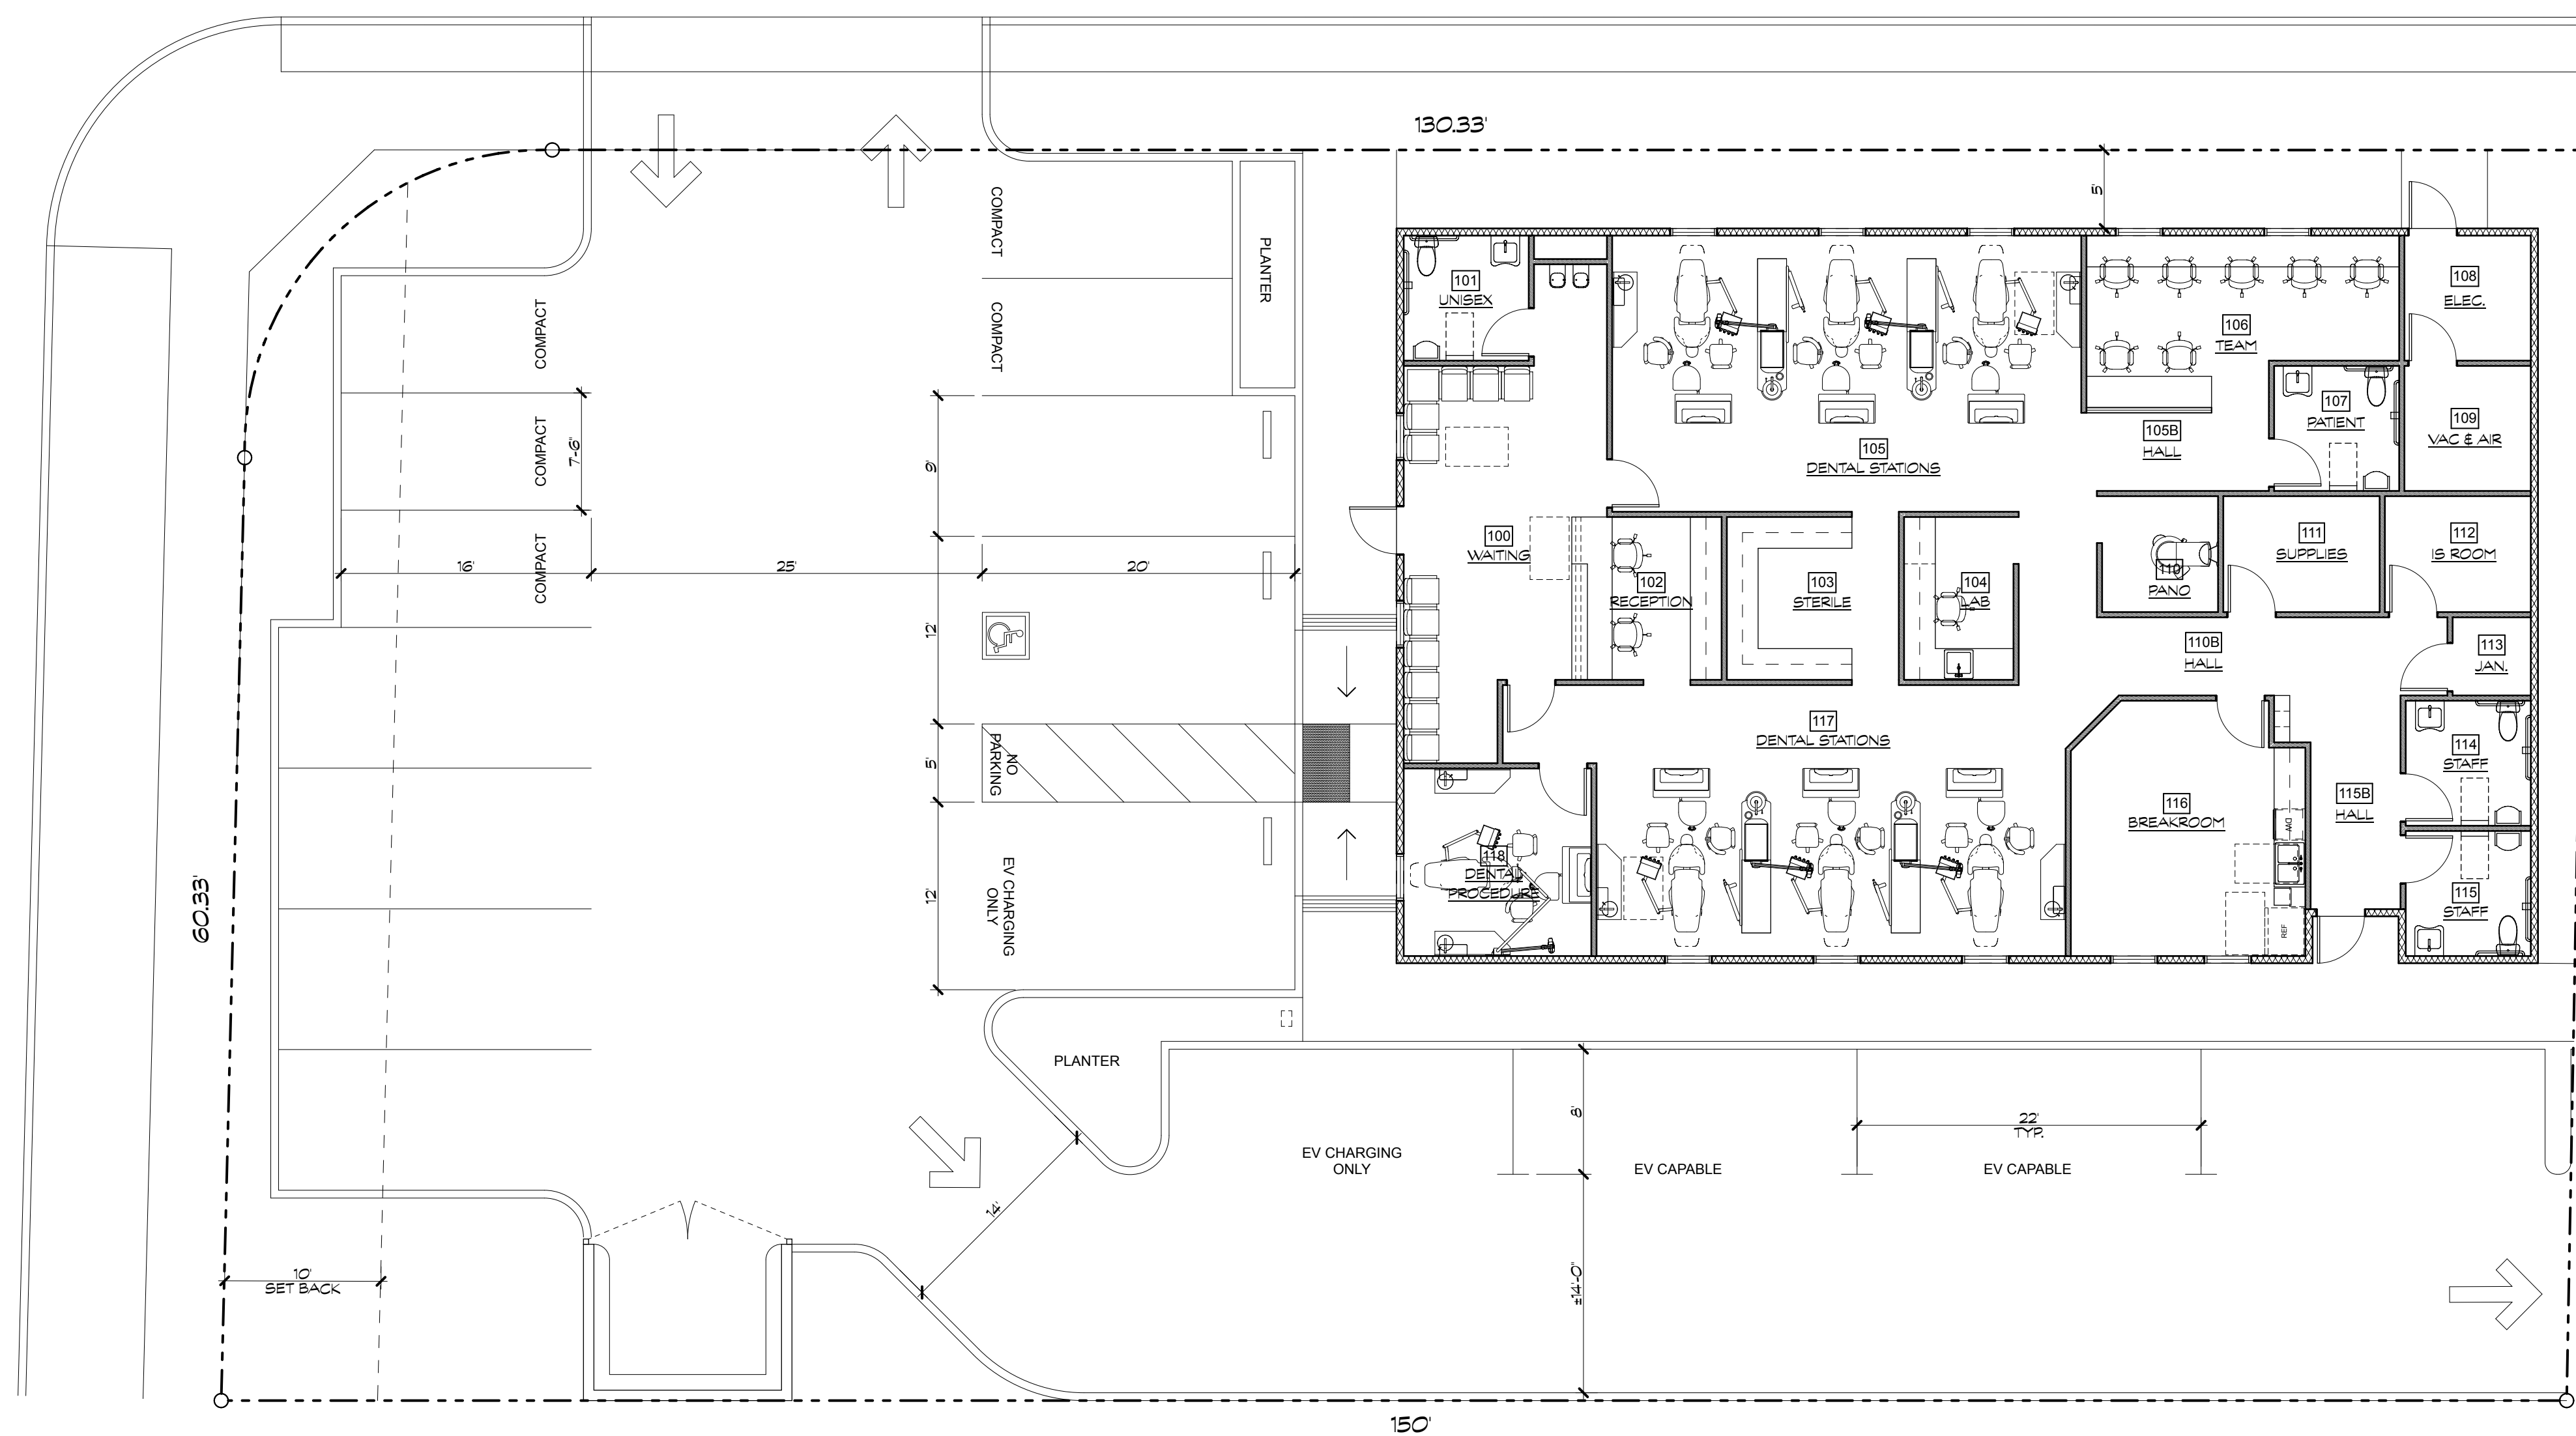 130.33'
5'
COMPACT
COMPACT
PLANTER
COMPACT
COMPACT
COMPACT
7'-6"
9'
16'
25'
20'
12'
5'
12'
NO
PARKING
EV CHARGING
ONLY
60.33'
101
UNISEX
100
WAITING
102
RECEPTION
103
STERILE
104
LAB
105
DENTAL STATIONS
105B
HALL
106
TEAM
107
PATIENT
108
ELEC.
109
VAC & AIR
110
PANO
111
SUPPLIES
112
IS ROOM
110B
HALL
113
JAN.
114
STAFF
115
STAFF
115B
HALL
116
BREAKROOM
DW
REF
117
DENTAL STATIONS
118
DENTAL
PROCEDURE
PLANTER
8'
22'
TYP.
EV CHARGING
ONLY
EV CAPABLE
EV CAPABLE
14'
±14'-0"
10'
SET BACK
150'